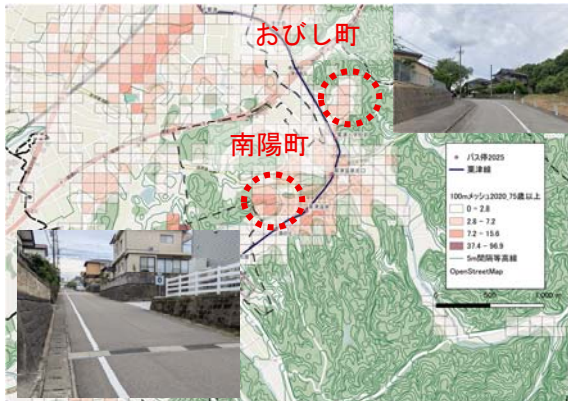 おびし町
南陽町
バス停2025
粟津線
100mメッシュ2020_75歳以上
0 - 2.8
2.8 - 7.2
7.2 - 15.6
37.4 - 96.9
5m間隔等高線
OpenStreetMap
500
1,000 m